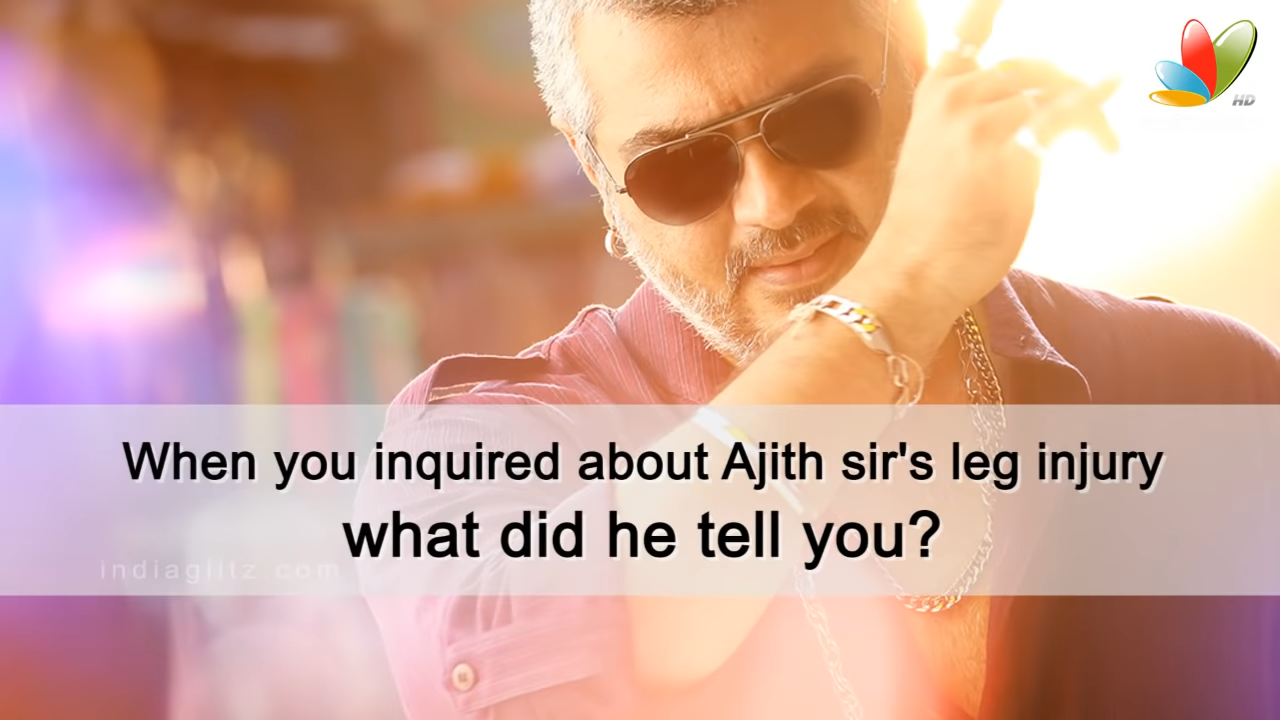 HD
When you inquired about Ajith sir's leg injury
what did he tell you?
indiaglitz.com